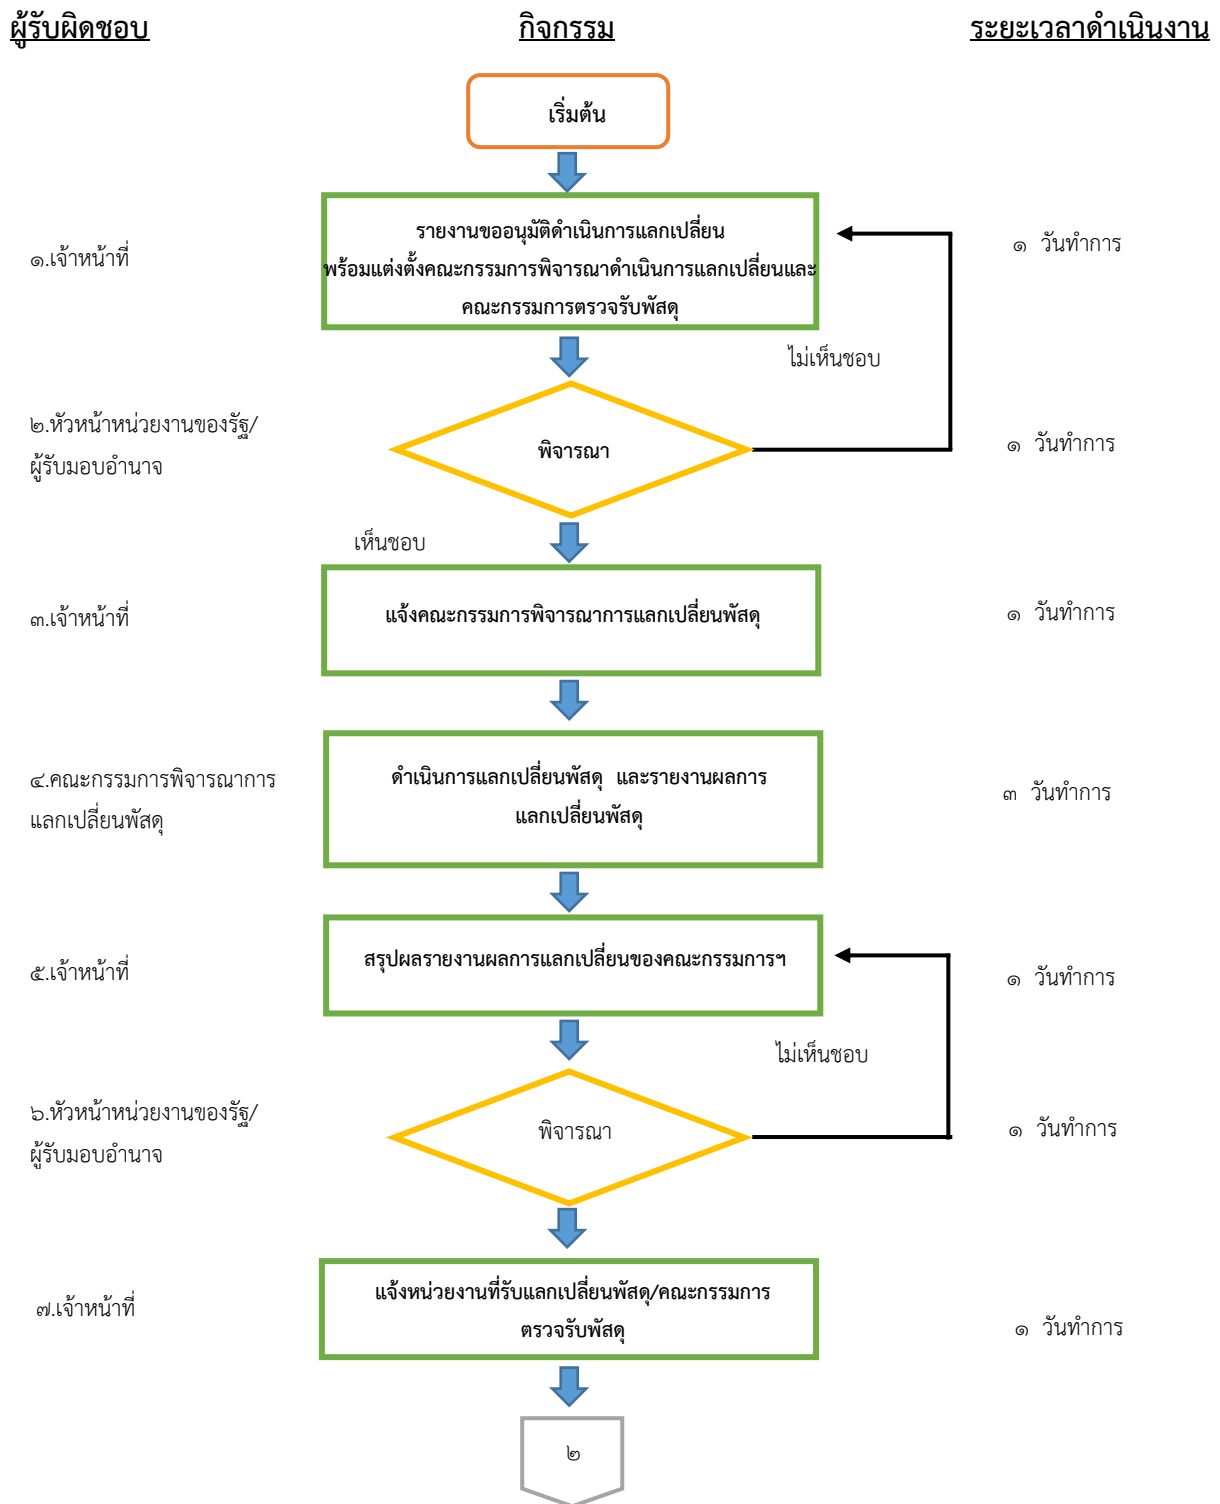 ผู้รับผิดชอบ
กิจกรรม
ระยะเวลาดำเนินงาน
เริ่มต้น
๑.เจ้าหน้าที่
รายงานขออนุมัติดำเนินการแลกเปลี่ยน
พร้อมแต่งตั้งคณะกรรมการพิจารณาดำเนินการแลกเปลี่ยนและ
คณะกรรมการตรวจรับพัสดุ
๑ วันทำการ
ไม่เห็นชอบ
๒.หัวหน้าหน่วยงานของรัฐ/
ผู้รับมอบอำนาจ
พิจารณา
๑ วันทำการ
เห็นชอบ
๓.เจ้าหน้าที่
แจ้งคณะกรรมการพิจารณาการแลกเปลี่ยนพัสดุ
๑ วันทำการ
๔.คณะกรรมการพิจารณาการ
แลกเปลี่ยนพัสดุ
ดำเนินการแลกเปลี่ยนพัสดุ และรายงานผลการ
แลกเปลี่ยนพัสดุ
๓ วันทำการ
๕.เจ้าหน้าที่
สรุปผลรายงานผลการแลกเปลี่ยนของคณะกรรมการฯ
๑ วันทำการ
ไม่เห็นชอบ
๖.หัวหน้าหน่วยงานของรัฐ/
ผู้รับมอบอำนาจ
พิจารณา
๑ วันทำการ
๗.เจ้าหน้าที่
แจ้งหน่วยงานที่รับแลกเปลี่ยนพัสดุ/คณะกรรมการ
ตรวจรับพัสดุ
๑ วันทำการ
๒